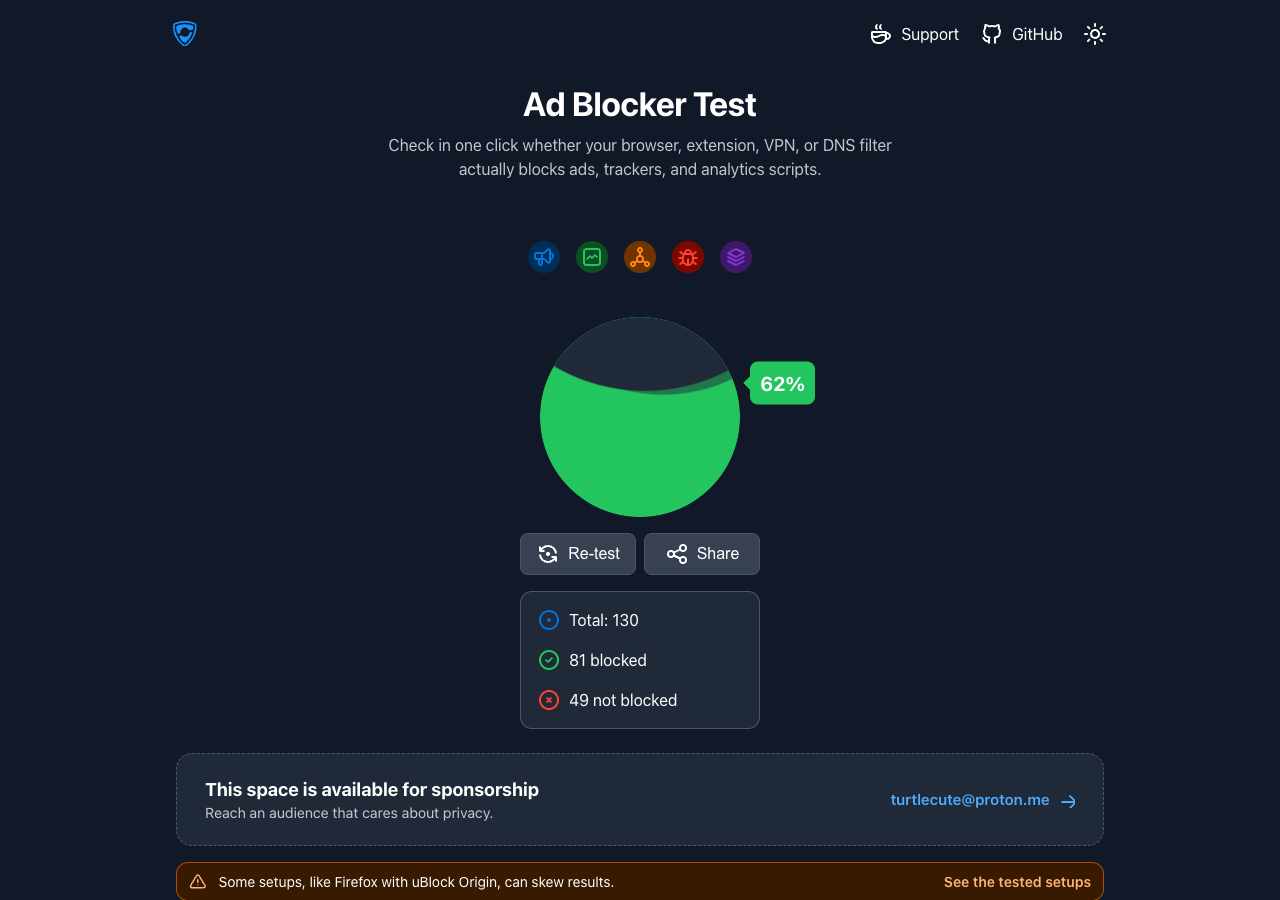 Support
GitHub
Ad Blocker Test
Check in one click whether your browser, extension, VPN, or DNS filter
actually blocks ads, trackers, and analytics scripts.
62%
Re-test
Share
Total: 130
81 blocked
49 not blocked
This space is available for sponsorship
Reach an audience that cares about privacy.
turtlecute@proton.me
Some setups, like Firefox with uBlock Origin, can skew results.
See the tested setups